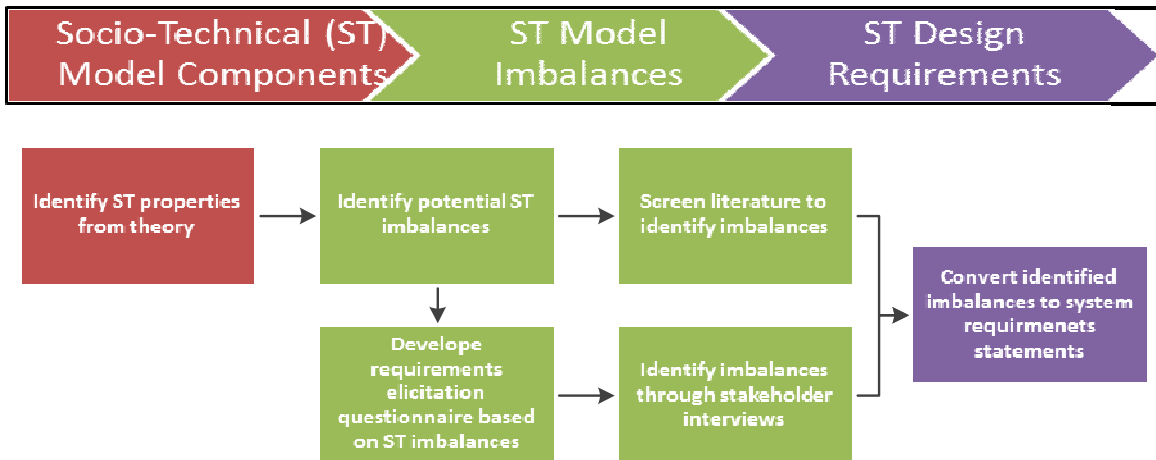 Socio-Technical (ST)
Model Components
ST Model
Imbalances
ST Design
Requirements
Identify ST properties
from theory
Identify potential ST
imbalances
Screen literature to
identify imbalances
Convert identified
imbalances to system
requirmenets
statements
Develope
requirements
elicitation
questionnaire based
on ST imbalances
Identify imbalances
through stakeholder
interviews